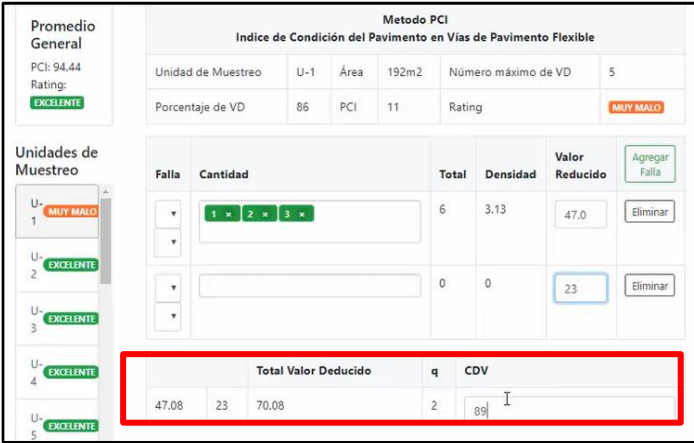 Promedio
General
PCI: 94.44
Rating:
EXCELENTE
Unidades de
Muestreo
U-
1 MUY MALO
U-
2 EXCELENTE
U-
3 EXCELENTE
U-
4 EXCELENTE
U-
5 EXCELENTE
Metodo PCI
Indice de Condición del Pavimento en Vías de Pavimento Flexible
Unidad de Muestreo U-1 Área 192m2 Número máximo de VD 5
Porcentaje de VD 86 PCI 11 Rating MUY MALO
Falla Cantidad Total Densidad Valor Reducido Agregar Falla
1 × 2 × 3 × 6 3.13 47.0 Eliminar
0 0 23 Eliminar
Total Valor Deducido q CDV
47.08 23 70.08 2 89